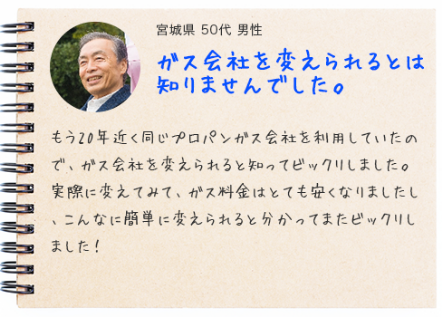 宮城県 50代 男性
ガス会社を変えられるとは
知りませんでした。
もう20年近く同じプロパンガス会社を利用していたの
で、ガス会社を変えられると知ってビックリしました。
実際に変えてみて、ガス料金はとても安くなりましたし
、こんなに簡単に変えられると分かってまたビックリし
ました!